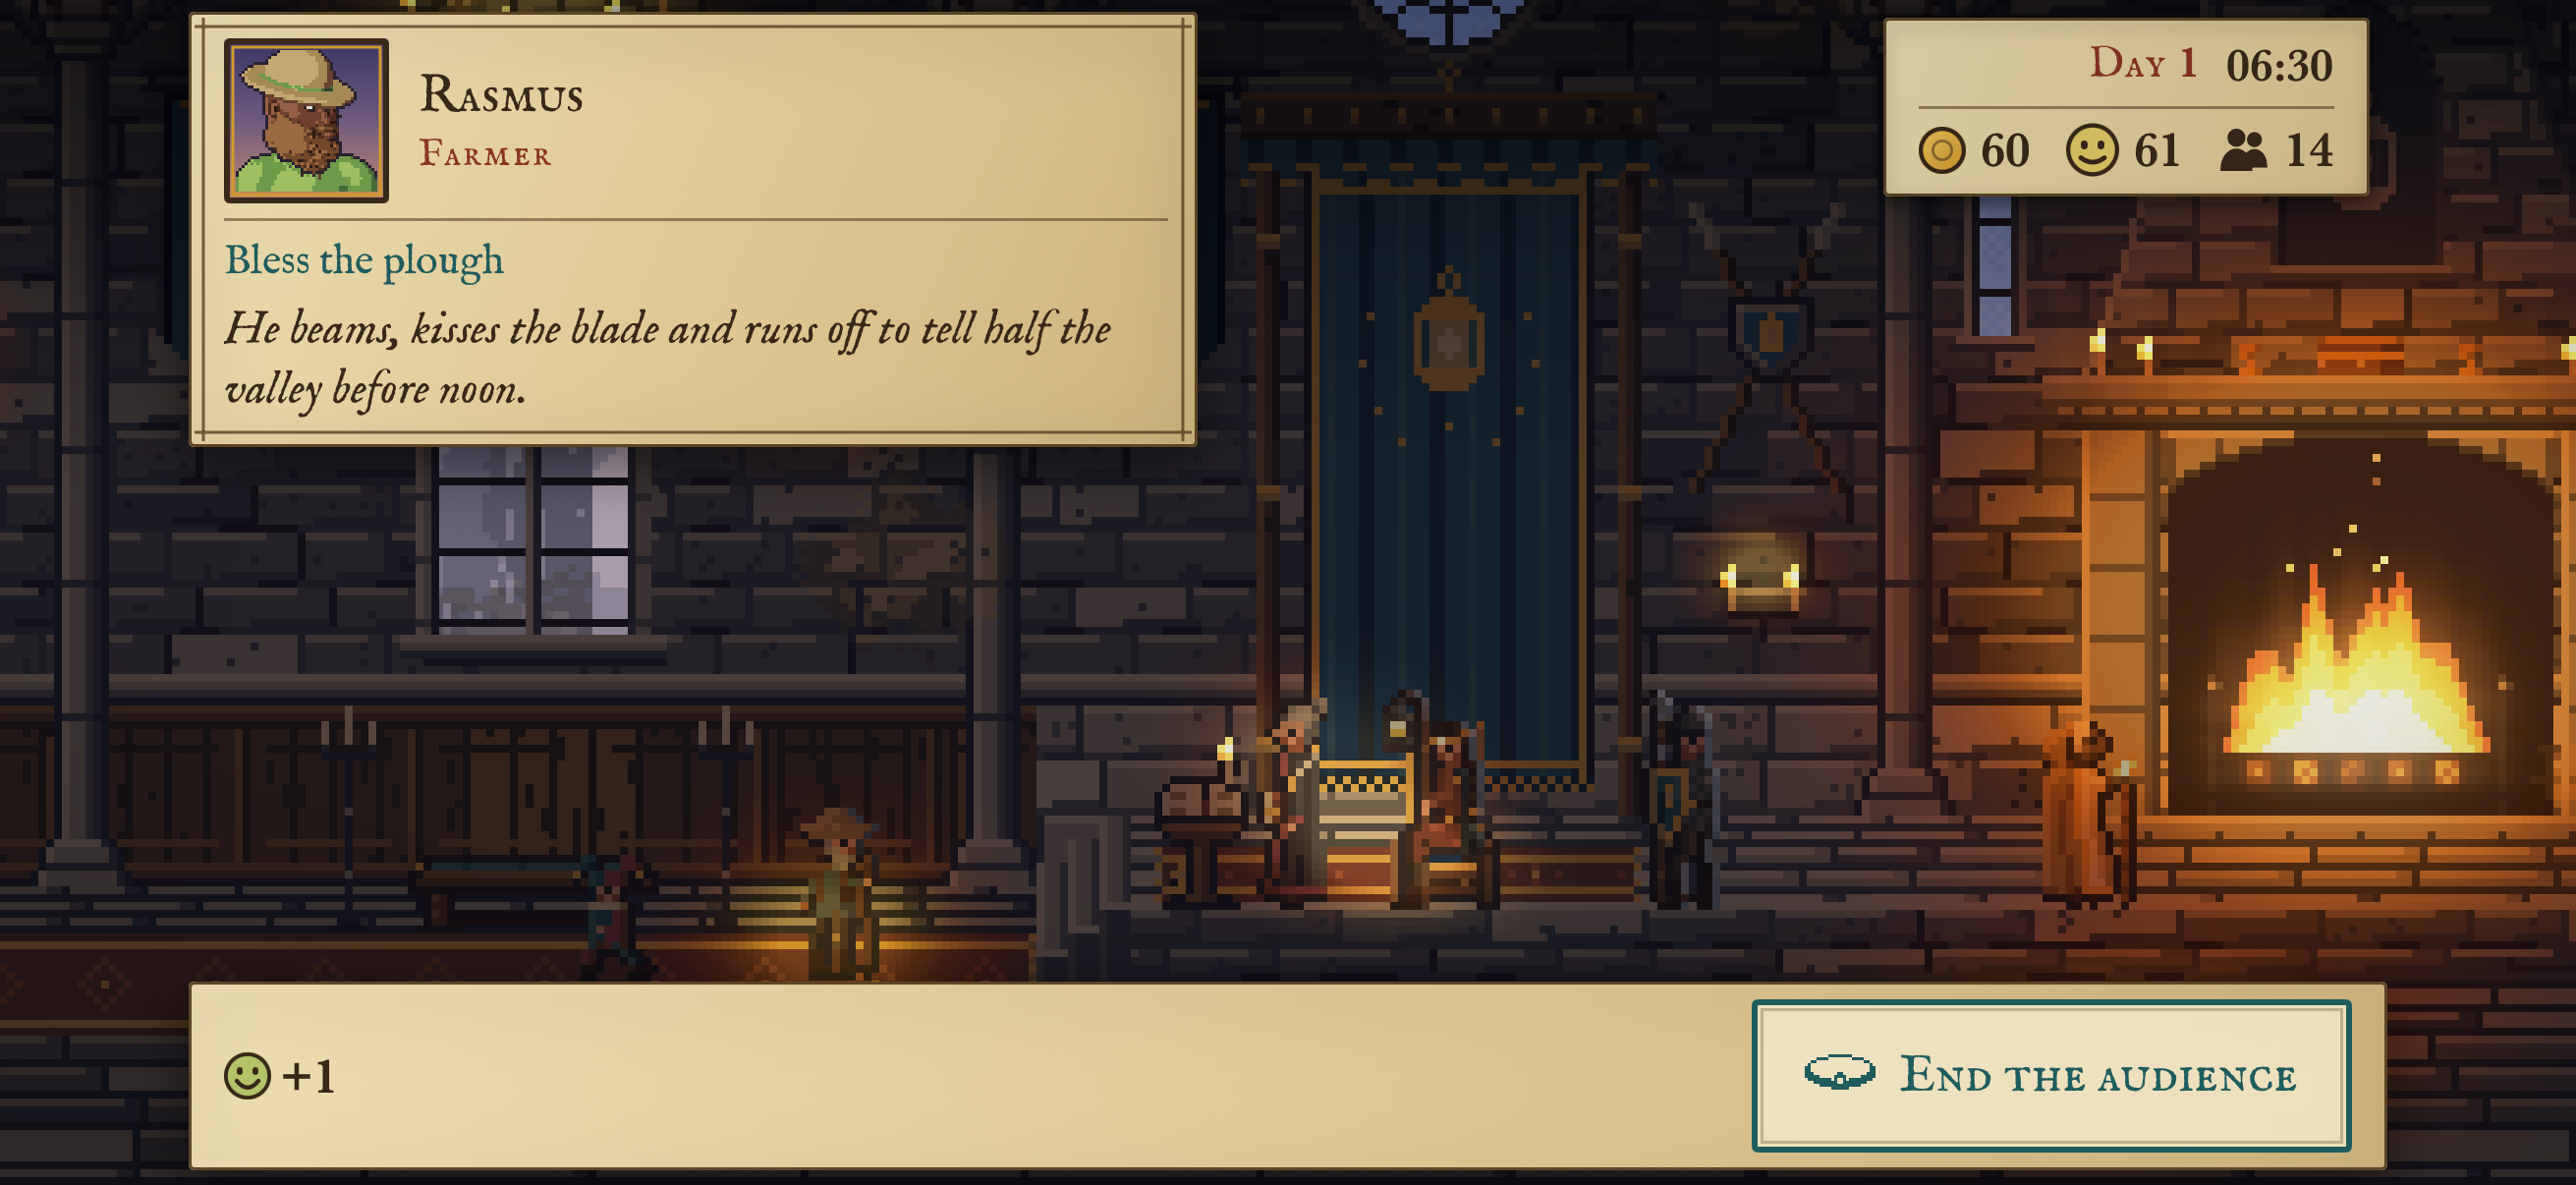 Rasmus
Farmer
Bless the plough
He beams, kisses the blade and runs off to tell half the
valley before noon.
Day 1 06:30
60 61 14
+1
End the audience